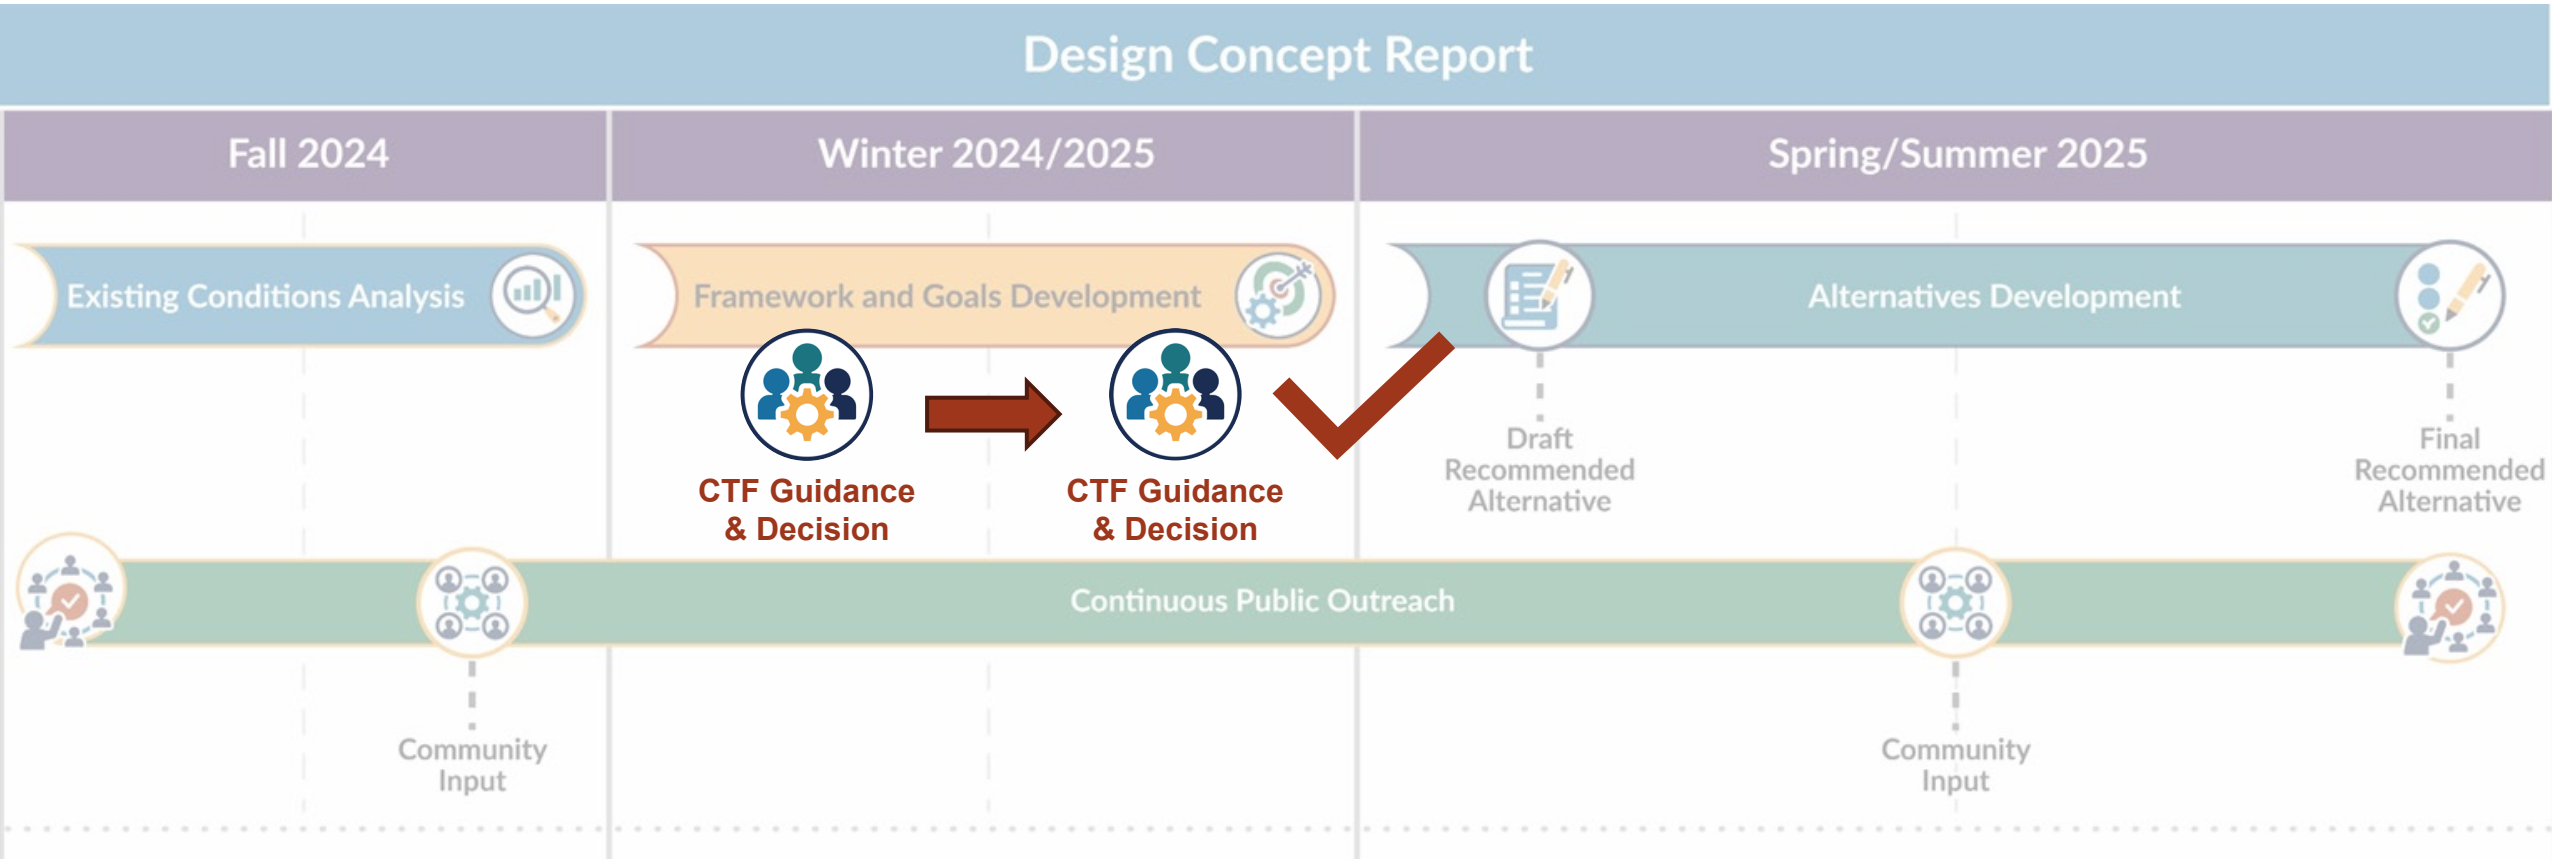 Design Concept Report
Fall 2024
Winter 2024/2025
Spring/Summer 2025
Existing Conditions Analysis
Framework and Goals Development
Alternatives Development
CTF Guidance
& Decision
CTF Guidance
& Decision
Draft
Recommended
Alternative
Final
Recommended
Alternative
Continuous Public Outreach
Community
Input
Community
Input